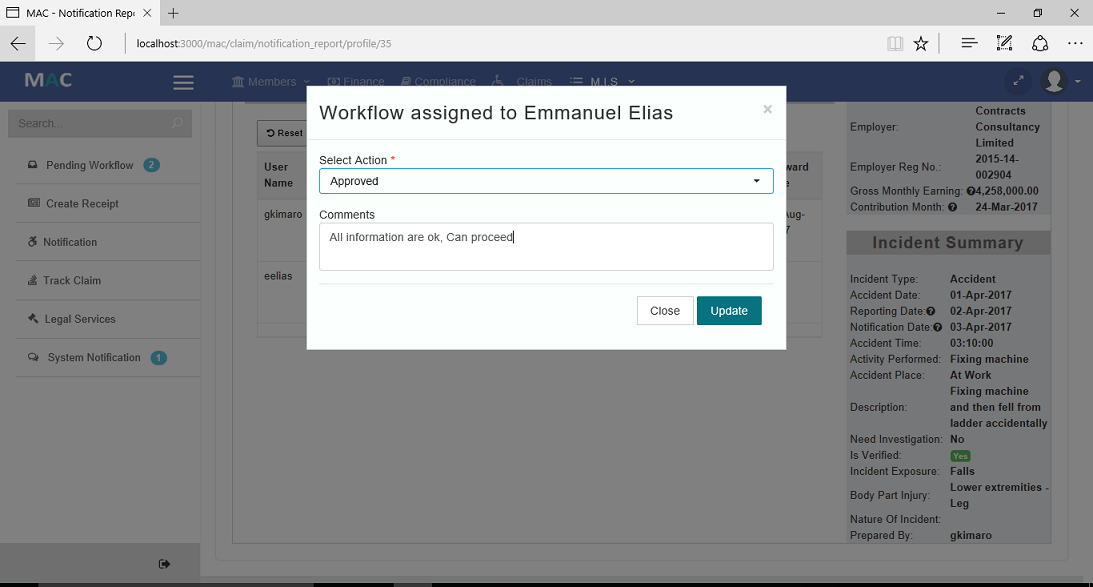 MAC - Notification Repo
localhost:3000/mac/claim/notification_report/profile/35
MAC
Members
Finance
Compliance
Claims
M.I.S
Search...
Pending Workflow 2
Create Receipt
Notification
Track Claim
Legal Services
System Notification 1
Reset
User
Name
gkimaro
eelias
Workflow assigned to Emmanuel Elias
×
Select Action *
Approved
Comments
All information are ok, Can proceed
Close
Update
Employer: Contracts
Consultancy
Limited
Employer Reg No.: 2015-14-
002904
Gross Monthly Earning: 4,258,000.00
Contribution Month: 24-Mar-2017
Incident Summary
Incident Type: Accident
Accident Date: 01-Apr-2017
Reporting Date: 02-Apr-2017
Notification Date: 03-Apr-2017
Accident Time: 03:10:00
Activity Performed: Fixing machine
Accident Place: At Work
Description: Fixing machine
and then fell from
ladder accidentally
Need Investigation: No
Is Verified: Yes
Incident Exposure: Falls
Body Part Injury: Lower extremities -
Leg
Nature Of Incident:
Prepared By: gkimaro